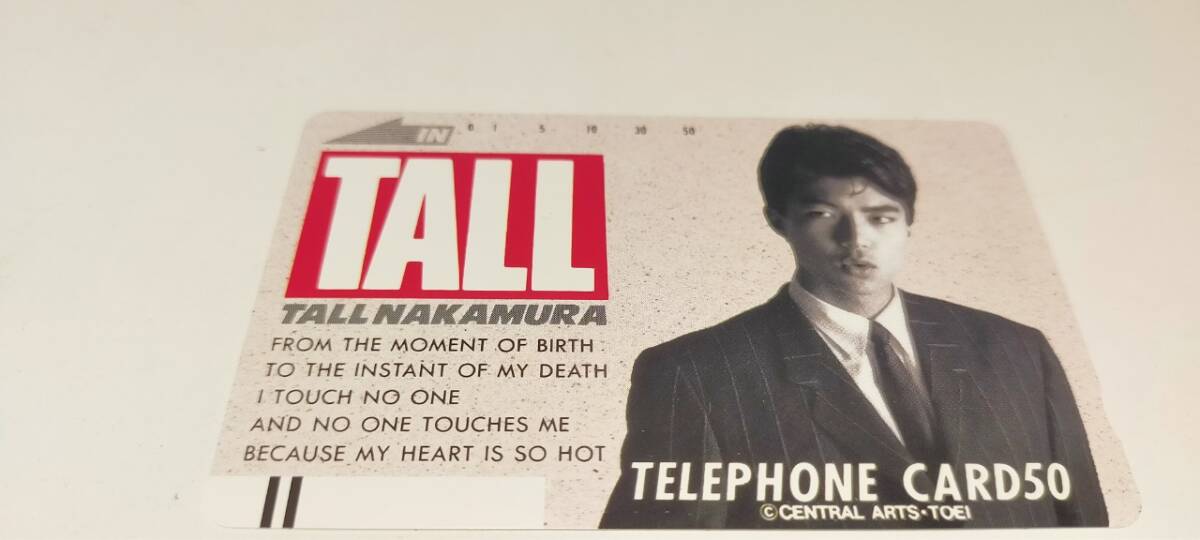 IN 0 1 5 10 30 50
TALL
TALL NAKAMURA
FROM THE MOMENT OF BIRTH
TO THE INSTANT OF MY DEATH
I TOUCH NO ONE
AND NO ONE TOUCHES ME
BECAUSE MY HEART IS SO HOT
TELEPHONE CARD50
©CENTRAL ARTS・TOEI